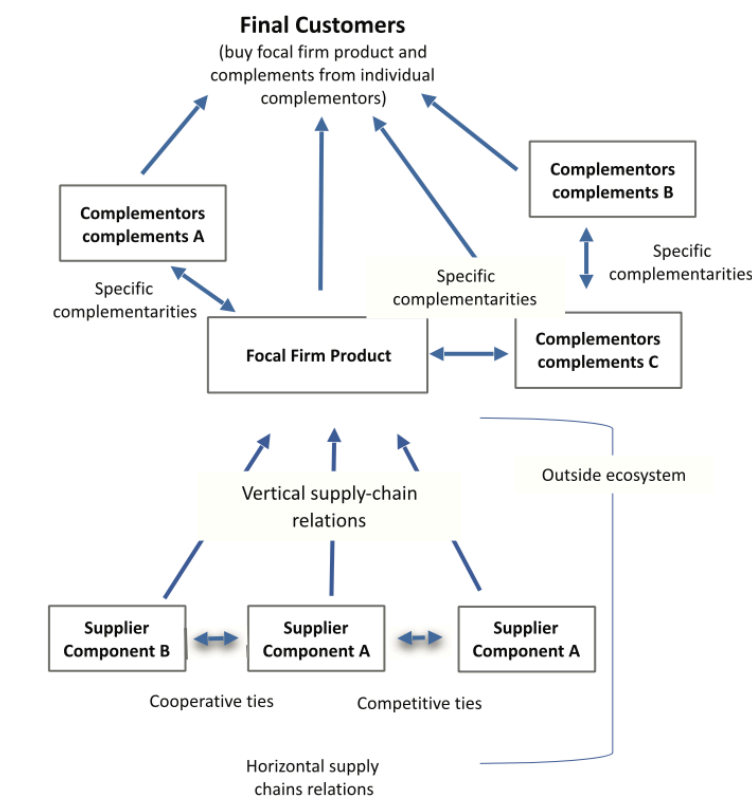 Final Customers
(buy focal firm product and
complements from individual
complementors)
Complementors
complements B
Complementors
complements A
Specific
complementarities
Specific
complementarities
Specific
complementarities
Focal Firm Product
Complementors
complements C
Outside ecosystem
Vertical supply-chain
relations
Supplier
Component B
Supplier
Component A
Supplier
Component A
Cooperative ties
Competitive ties
Horizontal supply
chains relations